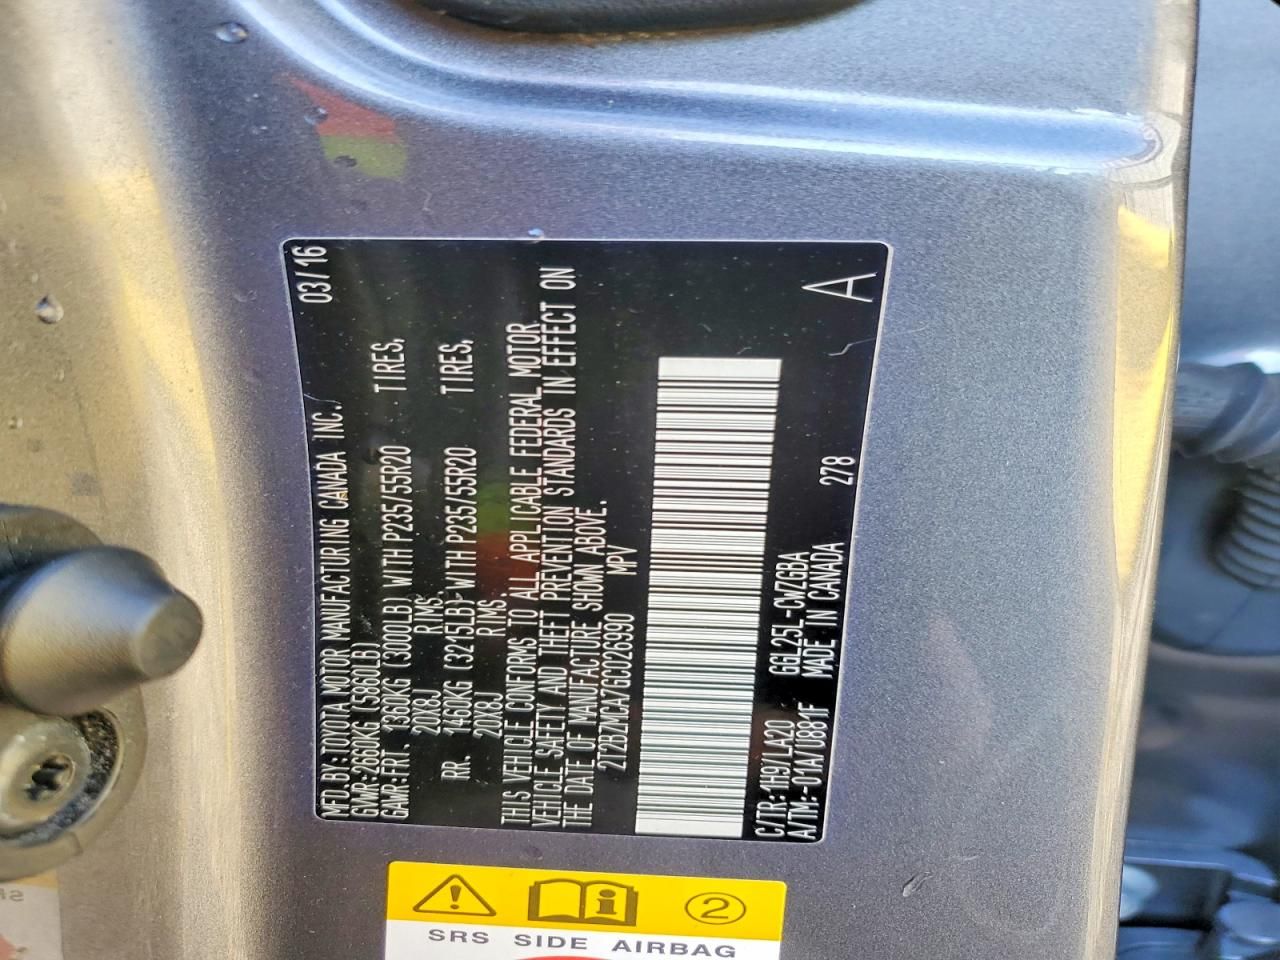 MFD.BY:TOYOTA MOTOR MANUFACTURING CANADA INC. 03/16
GVWR:2660KG(5860LB)
GAWR:FRT. 1360KG (3000LB) WITH P235/55R20 TIRES,
20X8J RIMS
RR. 1460KG (3215LB) WITH P235/55R20 TIRES,
20X8J RIMS
THIS VEHICLE CONFORMS TO ALL APPLICABLE FEDERAL MOTOR
VEHICLE SAFETY AND THEFT PREVENTION STANDARDS IN EFFECT ON
THE DATE OF MANUFACTURE SHOWN ABOVE.
2T2BZMCA7GC026990 MPV
C/TR:1H9/LA20 GGL25L-CWZGBA
A/TM:-01A/U881F MADE IN CANADA 278
A
2
SRS SIDE AIRBAG